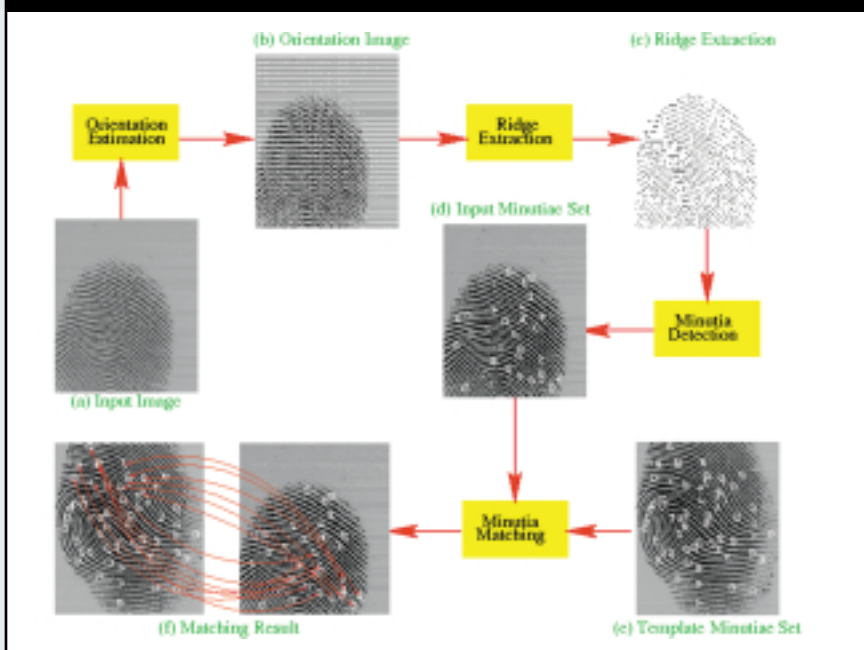 (b) Orientation Image
(c) Ridge Extraction
Orientation
Estimation
Ridge
Extraction
(d) Input Minutiae Set
Minutia
Detection
(a) Input Image
Minutia
Matching
(f) Matching Result
(e) Template Minutiae Set